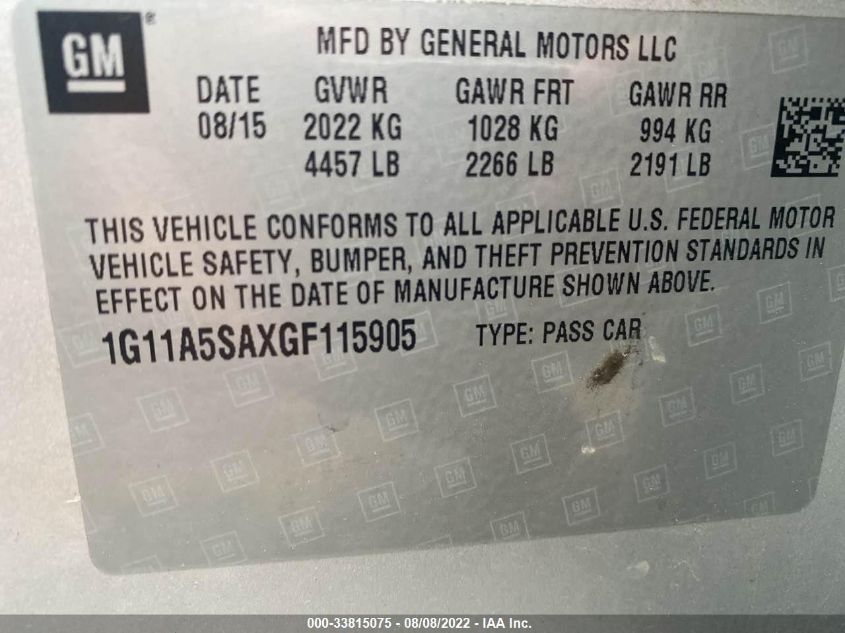 GM®
MFD BY GENERAL MOTORS LLC
DATE GVWR GAWR FRT GAWR RR
08/15 2022 KG 1028 KG 994 KG
4457 LB 2266 LB 2191 LB
THIS VEHICLE CONFORMS TO ALL APPLICABLE U.S. FEDERAL MOTOR
VEHICLE SAFETY, BUMPER, AND THEFT PREVENTION STANDARDS IN
EFFECT ON THE DATE OF MANUFACTURE SHOWN ABOVE.
1G11A5SAXGF115905 TYPE: PASS CAR
000-33815075 - 08/08/2022 - IAA Inc.